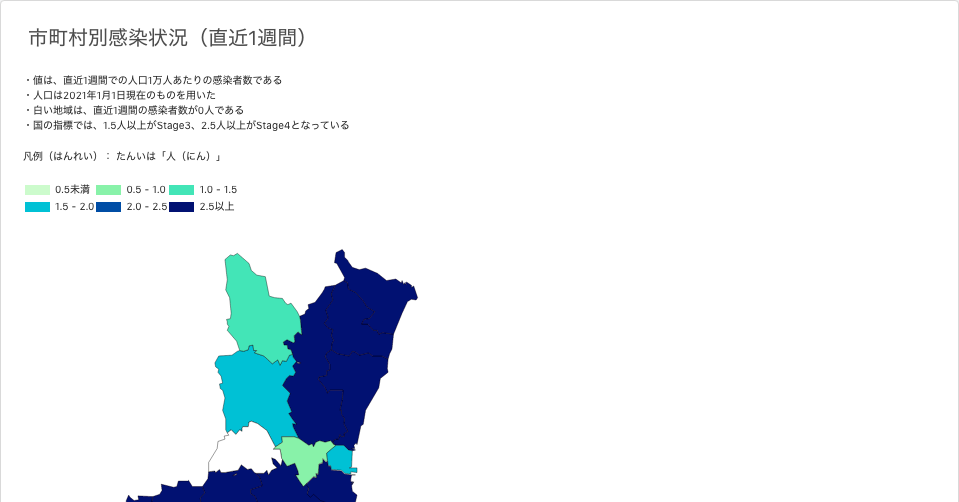 市町村別感染状況（直近1週間）
・値は、直近1週間での人口1万人あたりの感染者数である
・人口は2021年1月1日現在のものを用いた
・白い地域は、直近1週間の感染者数が0人である
・国の指標では、1.5人以上がStage3、2.5人以上がStage4となっている
凡例（はんれい）： たんいは「人（にん）」
0.5未満 0.5 - 1.0 1.0 - 1.5
1.5 - 2.0 2.0 - 2.5 2.5以上